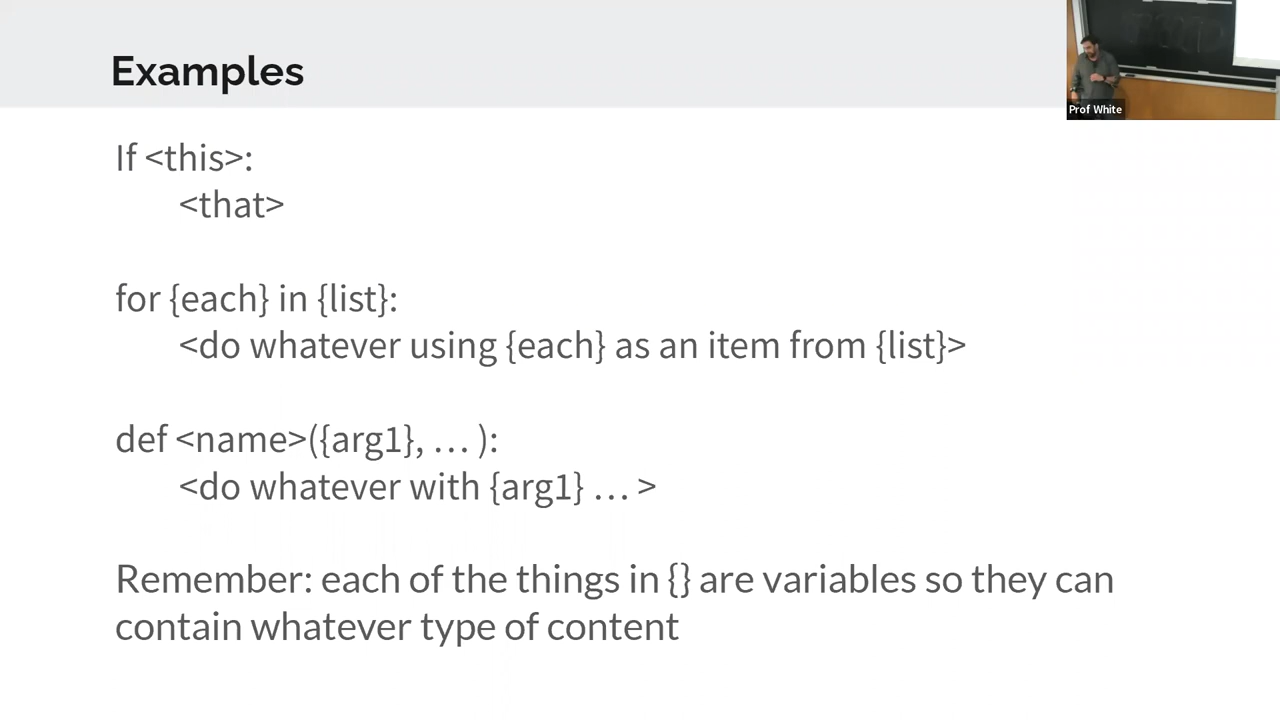 Examples
Prof White
If <this>:
<that>
for {each} in {list}:
<do whatever using {each} as an item from {list}>
def <name>({arg1}, … ):
<do whatever with {arg1} … >
Remember: each of the things in {} are variables so they can
contain whatever type of content